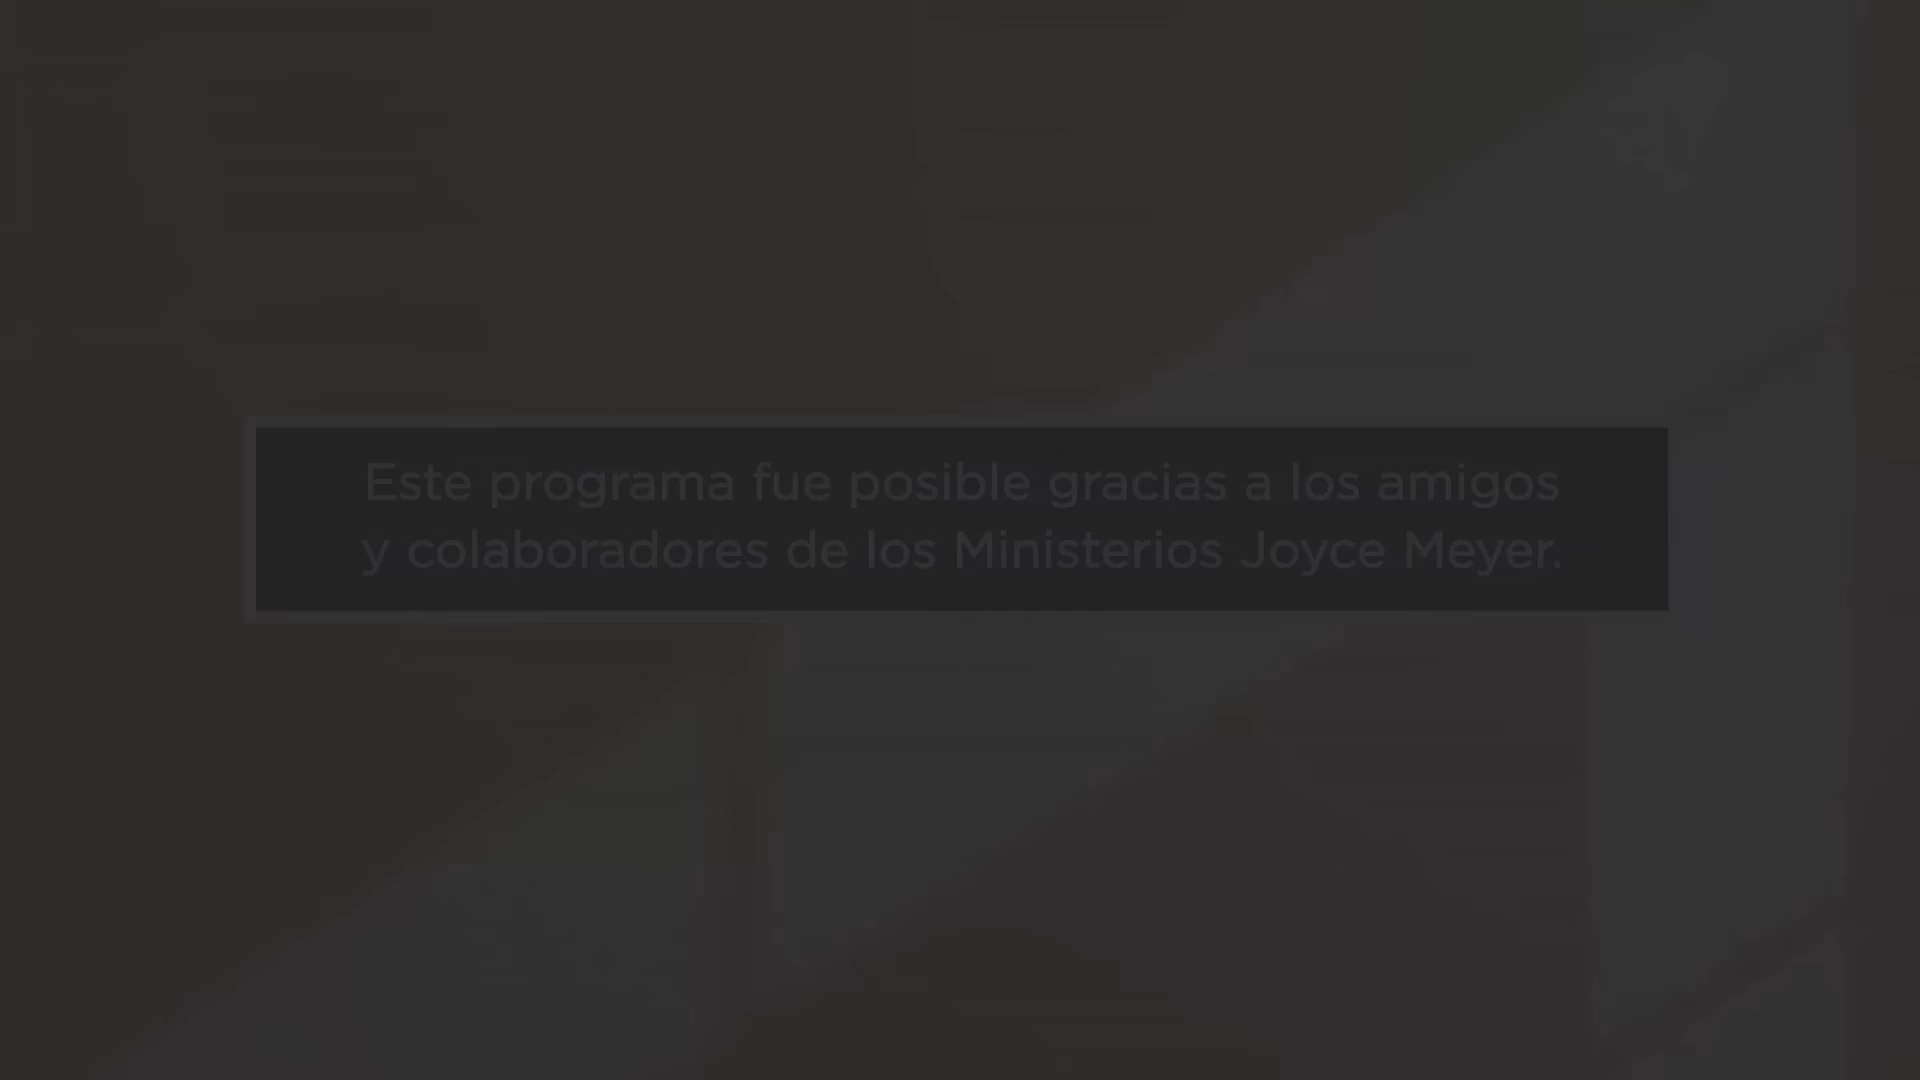 Este programa fue posible gracias a los amigos
y colaboradores de los Ministerios Joyce Meyer.